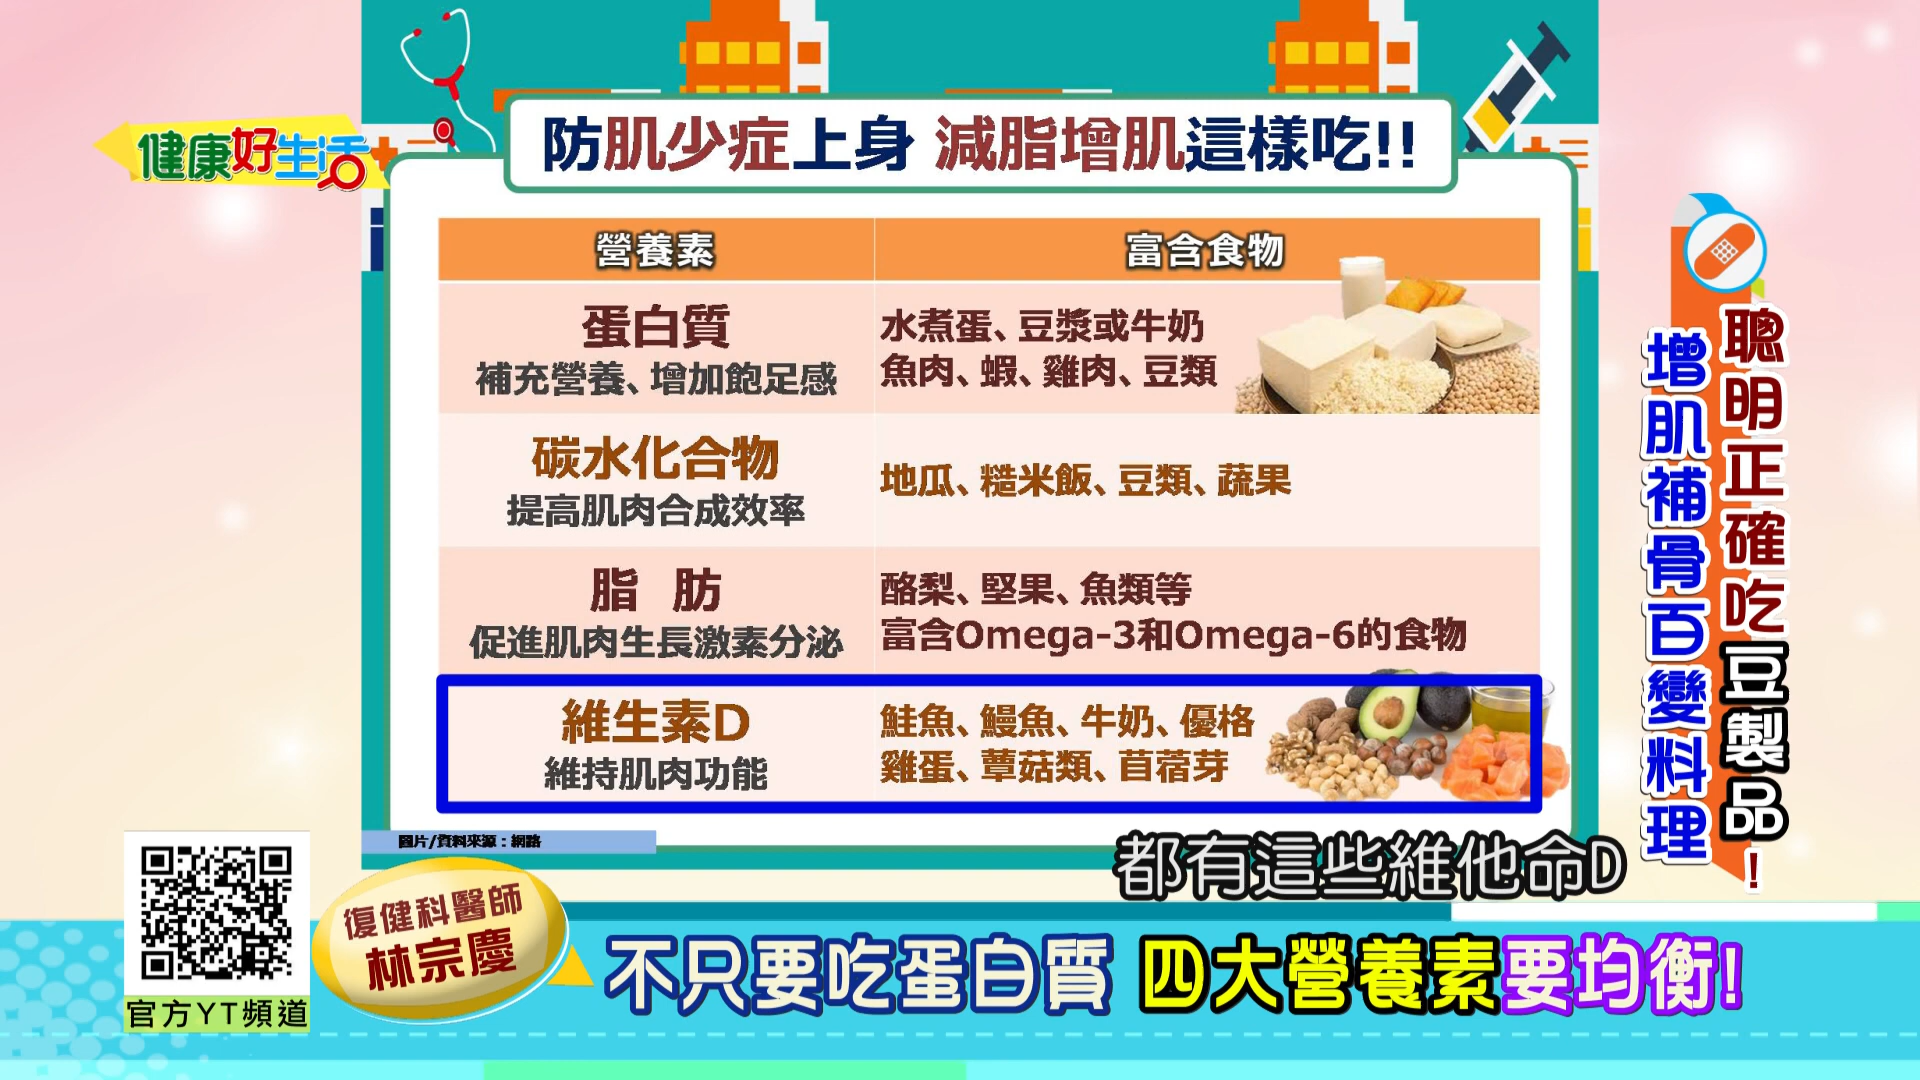 健康好生活
防肌少症上身 減脂增肌這樣吃!!
營養素
富含食物
蛋白質
補充營養、增加飽足感
水煮蛋、豆漿或牛奶
魚肉、蝦、雞肉、豆類
碳水化合物
提高肌肉合成效率
地瓜、糙米飯、豆類、蔬果
脂 肪
促進肌肉生長激素分泌
酪梨、堅果、魚類等
富含Omega-3和Omega-6的食物
維生素D
維持肌肉功能
鮭魚、鰻魚、牛奶、優格
雞蛋、蕈菇類、苜蓿芽
圖片/資料來源：網路
聰明正確吃豆製品！
增肌補骨百變料理
都有這些維他命D
官方YT頻道
復健科醫師
林宗慶
不只要吃蛋白質 四大營養素要均衡!